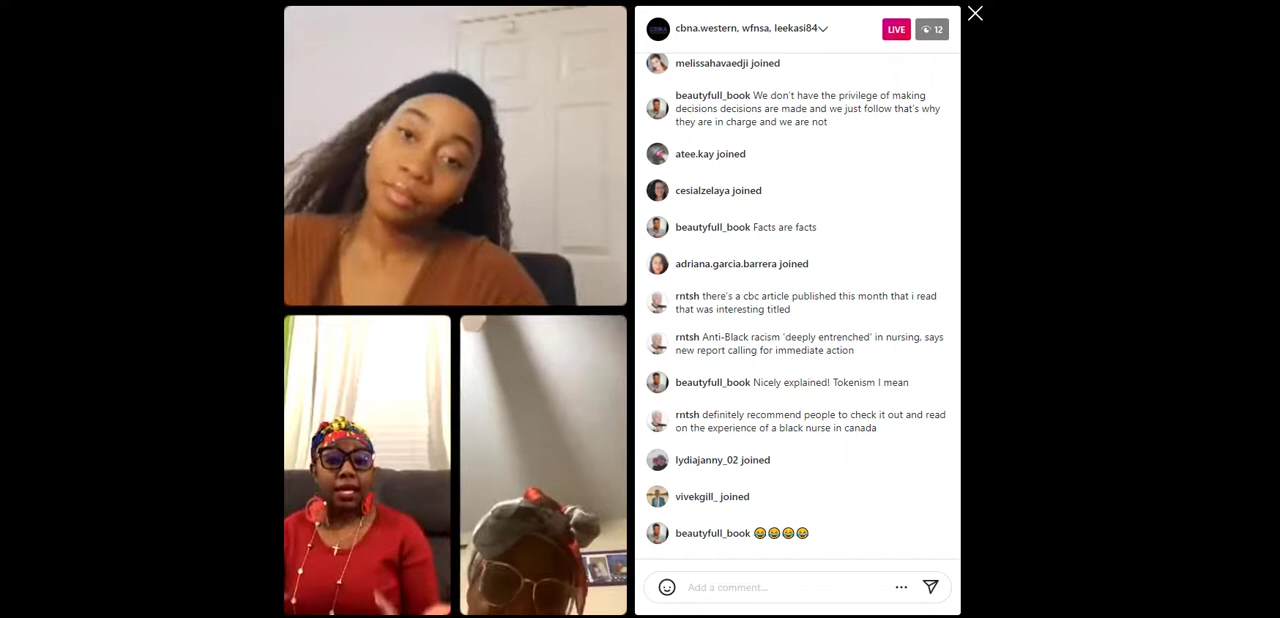 cbna.western, wfnsa, leekasi84
LIVE
12
melissahavaedji joined
beautyfull_book We don't have the privilege of making
decisions decisions are made and we just follow that's why
they are in charge and we are not
atee.kay joined
cesialzelaya joined
beautyfull_book Facts are facts
adriana.garcia.barrera joined
rntsh there's a cbc article published this month that i read
that was interesting titled
rntsh Anti-Black racism 'deeply entrenched' in nursing, says
new report calling for immediate action
beautyfull_book Nicely explained! Tokenism I mean
rntsh definitely recommend people to check it out and read
on the experience of a black nurse in canada
lydiajanny_02 joined
vivekgill_ joined
beautyfull_book 😂😂😂😂
Add a comment...